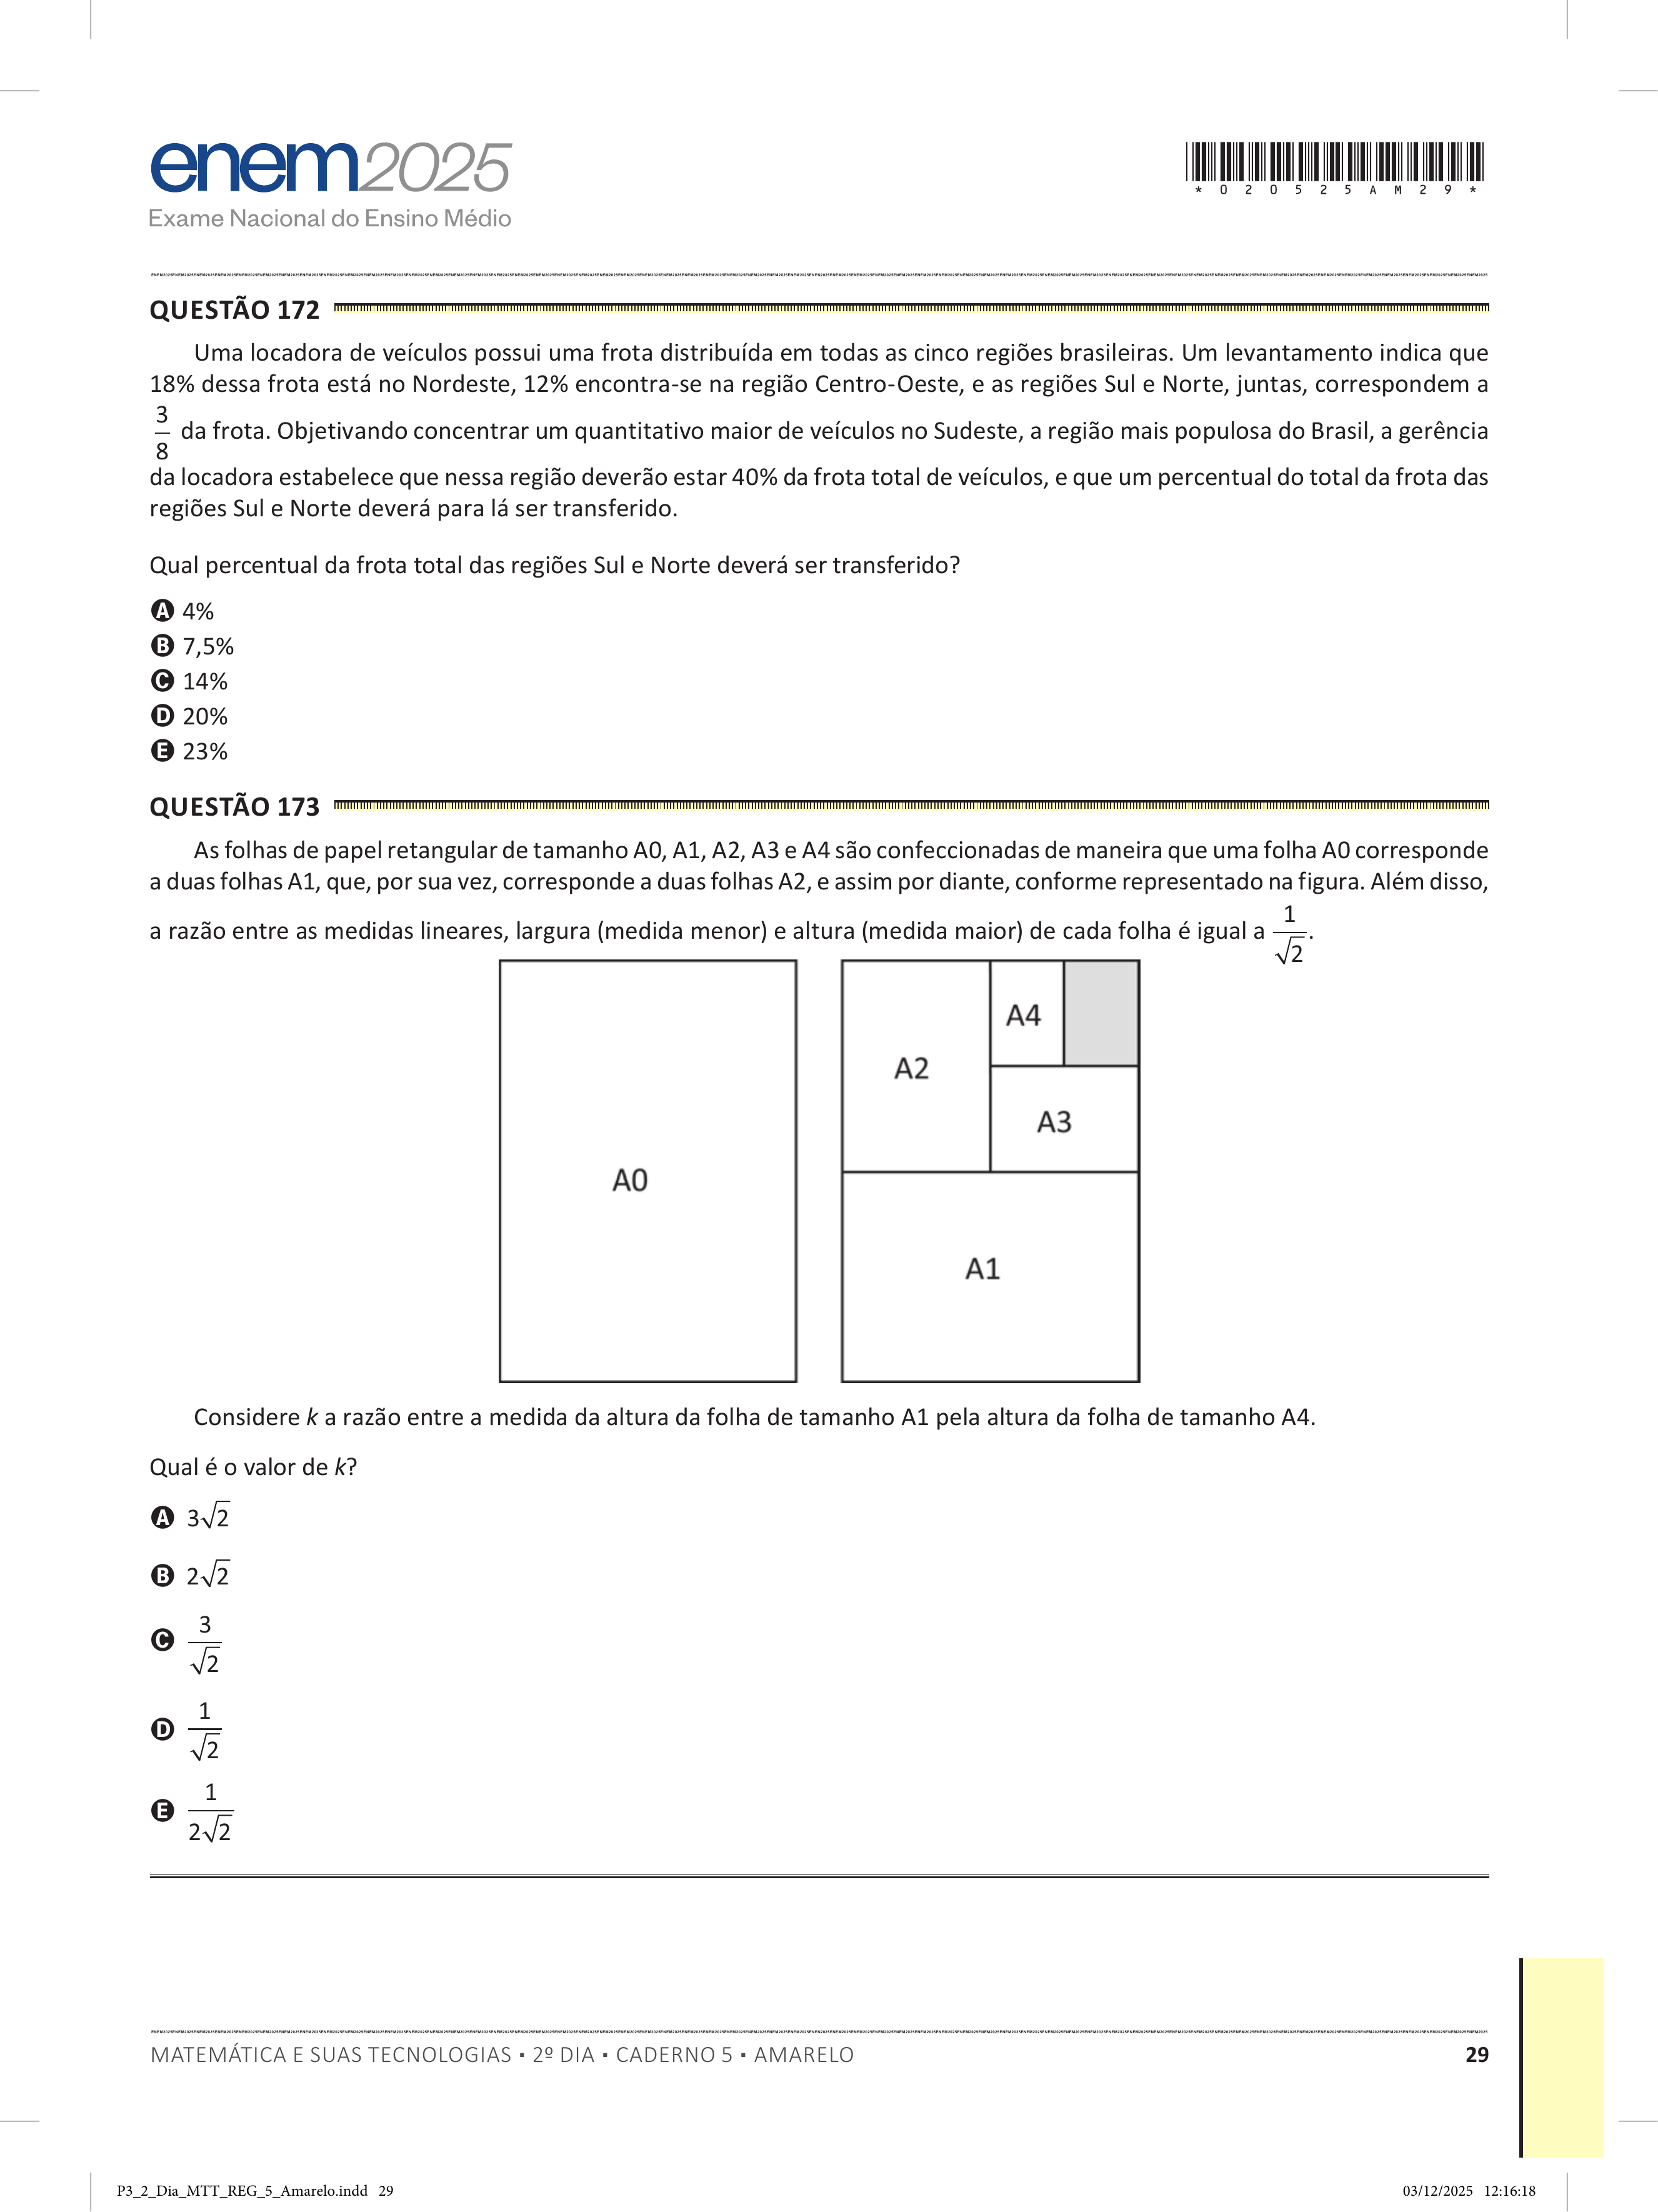 enem2025
Exame Nacional do Ensino Médio
*020525AM29*
QUESTÃO 172
Uma locadora de veículos possui uma frota distribuída em todas as cinco regiões brasileiras. Um levantamento indica que
18% dessa frota está no Nordeste, 12% encontra-se na região Centro-Oeste, e as regiões Sul e Norte, juntas, correspondem a
3/8 da frota. Objetivando concentrar um quantitativo maior de veículos no Sudeste, a região mais populosa do Brasil, a gerência
da locadora estabelece que nessa região deverão estar 40% da frota total de veículos, e que um percentual do total da frota das
regiões Sul e Norte deverá para lá ser transferido.
Qual percentual da frota total das regiões Sul e Norte deverá ser transferido?
A 4%
B 7,5%
C 14%
D 20%
E 23%
QUESTÃO 173
As folhas de papel retangular de tamanho A0, A1, A2, A3 e A4 são confeccionadas de maneira que uma folha A0 corresponde
a duas folhas A1, que, por sua vez, corresponde a duas folhas A2, e assim por diante, conforme representado na figura. Além disso,
a razão entre as medidas lineares, largura (medida menor) e altura (medida maior) de cada folha é igual a 1/√2.
A0
A2
A4
A3
A1
Considere k a razão entre a medida da altura da folha de tamanho A1 pela altura da folha de tamanho A4.
Qual é o valor de k?
A 3√2
B 2√2
C 3/√2
D 1/√2
E 1/2√2
MATEMÁTICA E SUAS TECNOLOGIAS ▪ 2º DIA ▪ CADERNO 5 ▪ AMARELO
29
P3_2_Dia_MTT_REG_5_Amarelo.indd 29
03/12/2025 12:16:18